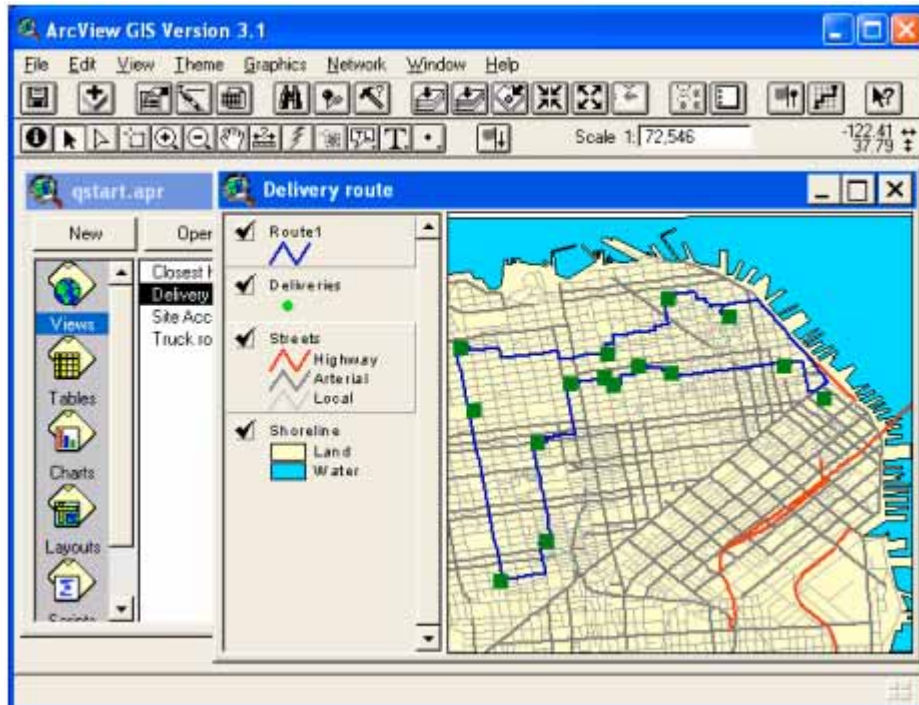 ArcView GIS Version 3.1
File Edit View Theme Graphics Network Window Help
Scale 1: 72,546
-122.41
37.79
qstart.apr
Delivery route
New
Open
Closest
Delivery
Site Acc
Truck ro
Views
Tables
Charts
Layouts
Scripts
Route1
Deliveries
Streets
Highway
Arterial
Local
Shoreline
Land
Water